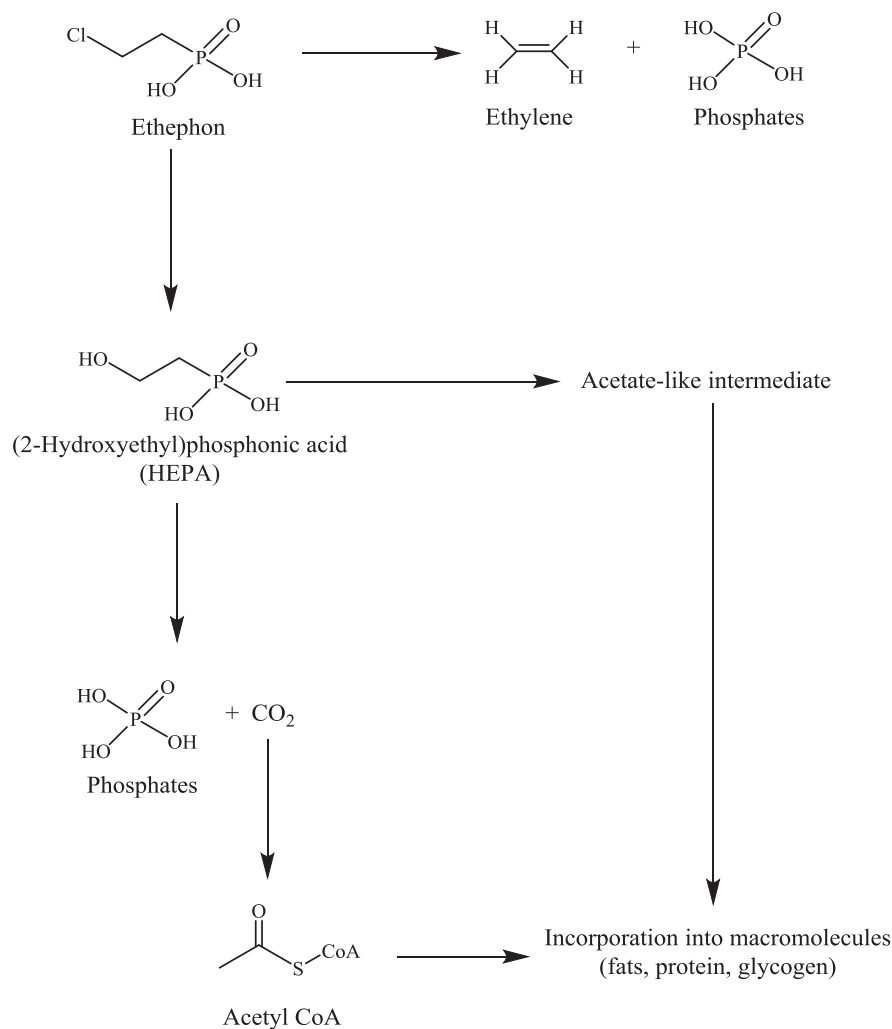 Cl
O
P
HO
OH
Ethephon
H
H
H
H
Ethylene
+
O
HO
P
HO
OH
Phosphates
HO
O
P
HO
OH
(2-Hydroxyethyl)phosphonic acid
(HEPA)
Acetate-like intermediate
HO
O
P
HO
OH
Phosphates
+ CO2
O
S
CoA
Acetyl CoA
Incorporation into macromolecules
(fats, protein, glycogen)